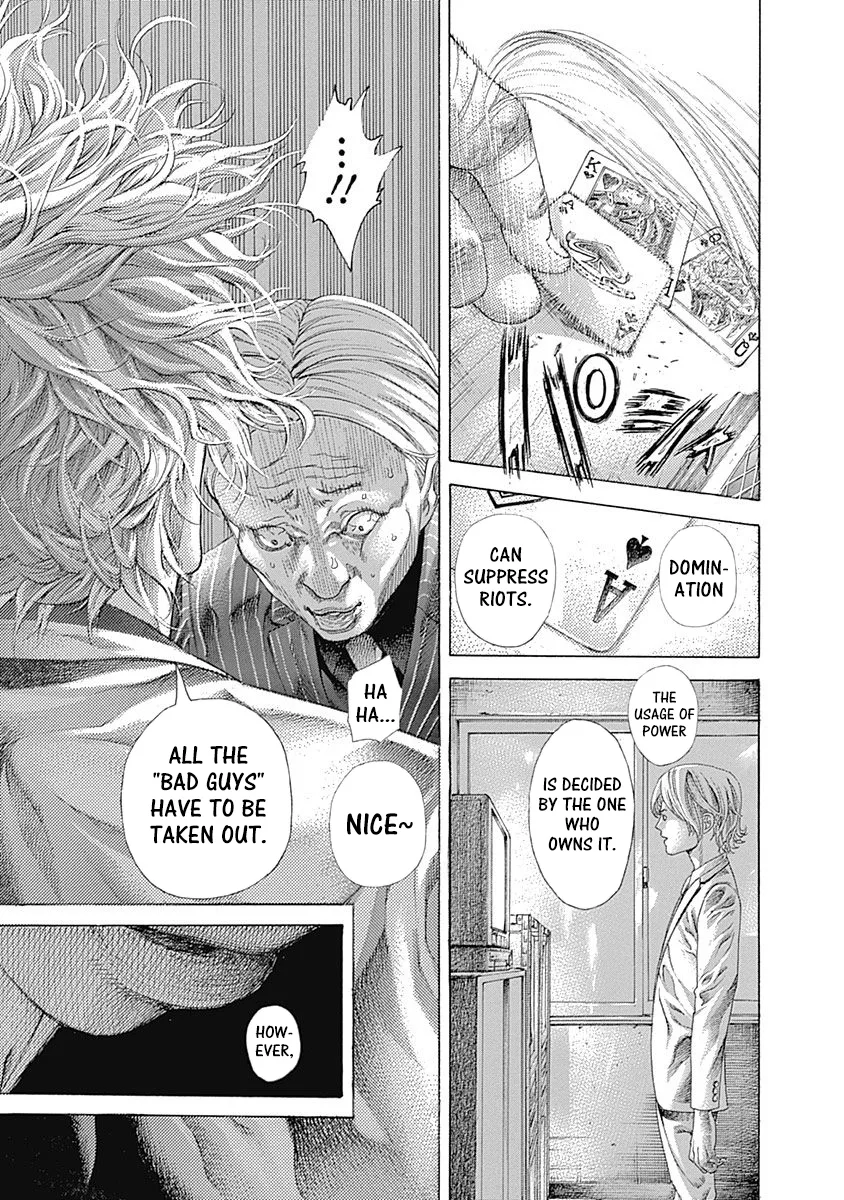 K
A
Q
Q
DOMIN-
ATION
CAN
SUPPRESS
RIOTS.
A
THE
USAGE OF
POWER
IS DECIDED
BY THE ONE
WHO
OWNS IT.
...!!
HA
HA...
NICE~
ALL THE
"BAD GUYS"
HAVE TO BE
TAKEN OUT.
HOW-
EVER,